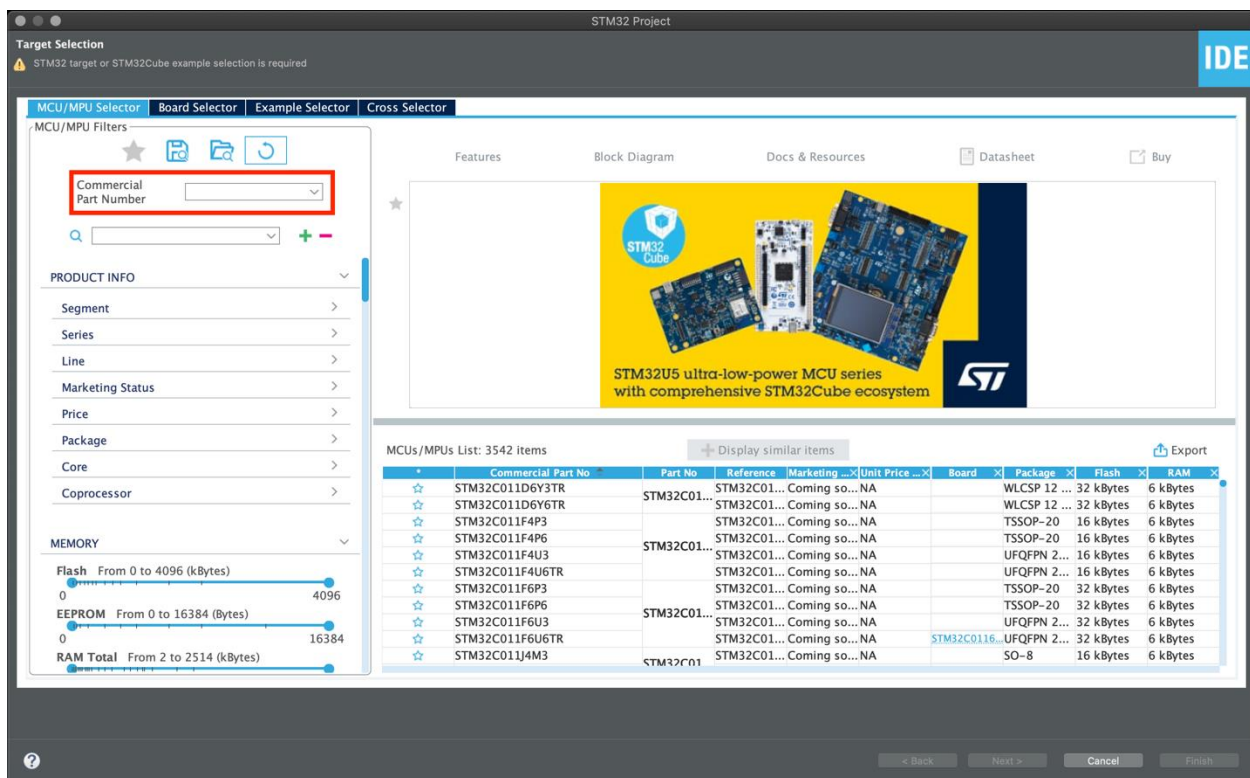 STM32 Project
Target Selection
STM32 target or STM32Cube example selection is required
IDE
MCU/MPU Selector Board Selector Example Selector Cross Selector
MCU/MPU Filters
Commercial
Part Number
PRODUCT INFO
Segment
Series
Line
Marketing Status
Price
Package
Core
Coprocessor
MEMORY
Flash From 0 to 4096 (kBytes)
0 4096
EEPROM From 0 to 16384 (Bytes)
0 16384
RAM Total From 2 to 2514 (kBytes)
Features Block Diagram Docs & Resources Datasheet Buy
STM32
Cube
STM32U5 ultra-low-power MCU series
with comprehensive STM32Cube ecosystem
ST
MCUs/MPUs List: 3542 items + Display similar items Export
* Commercial Part No Part No Reference Marketing ... X Unit Price ... X Board X Package X Flash X RAM X
STM32C011D6Y3TR STM32C01... STM32C01... Coming so... NA WLCSP 12 ... 32 kBytes 6 kBytes
STM32C011D6Y6TR STM32C01... Coming so... NA WLCSP 12 ... 32 kBytes 6 kBytes
STM32C011F4P3 STM32C01... STM32C01... Coming so... NA TSSOP-20 16 kBytes 6 kBytes
STM32C011F4P6 STM32C01... Coming so... NA TSSOP-20 16 kBytes 6 kBytes
STM32C011F4U3 STM32C01... Coming so... NA UFQFPN 2... 16 kBytes 6 kBytes
STM32C011F4U6TR STM32C01... Coming so... NA UFQFPN 2... 16 kBytes 6 kBytes
STM32C011F6P3 STM32C01... STM32C01... Coming so... NA TSSOP-20 32 kBytes 6 kBytes
STM32C011F6P6 STM32C01... Coming so... NA TSSOP-20 32 kBytes 6 kBytes
STM32C011F6U3 STM32C01... Coming so... NA UFQFPN 2... 32 kBytes 6 kBytes
STM32C011F6U6TR STM32C01... Coming so... NA STM32C0116... UFQFPN 2... 32 kBytes 6 kBytes
STM32C011J4M3 STM32C01 STM32C01... Coming so... NA SO-8 16 kBytes 6 kBytes
? < Back Next > Cancel Finish